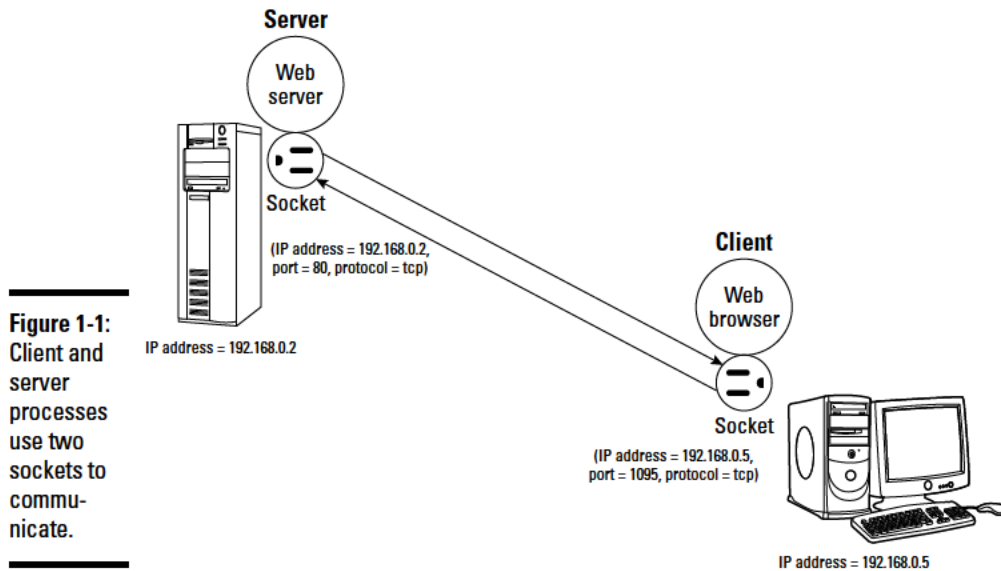 Server
Web
server
Socket
(IP address = 192.168.0.2,
port = 80, protocol = tcp)
IP address = 192.168.0.2
Client
Web
browser
Socket
(IP address = 192.168.0.5,
port = 1095, protocol = tcp)
IP address = 192.168.0.5
Figure 1-1:
Client and
server
processes
use two
sockets to
commu-
nicate.